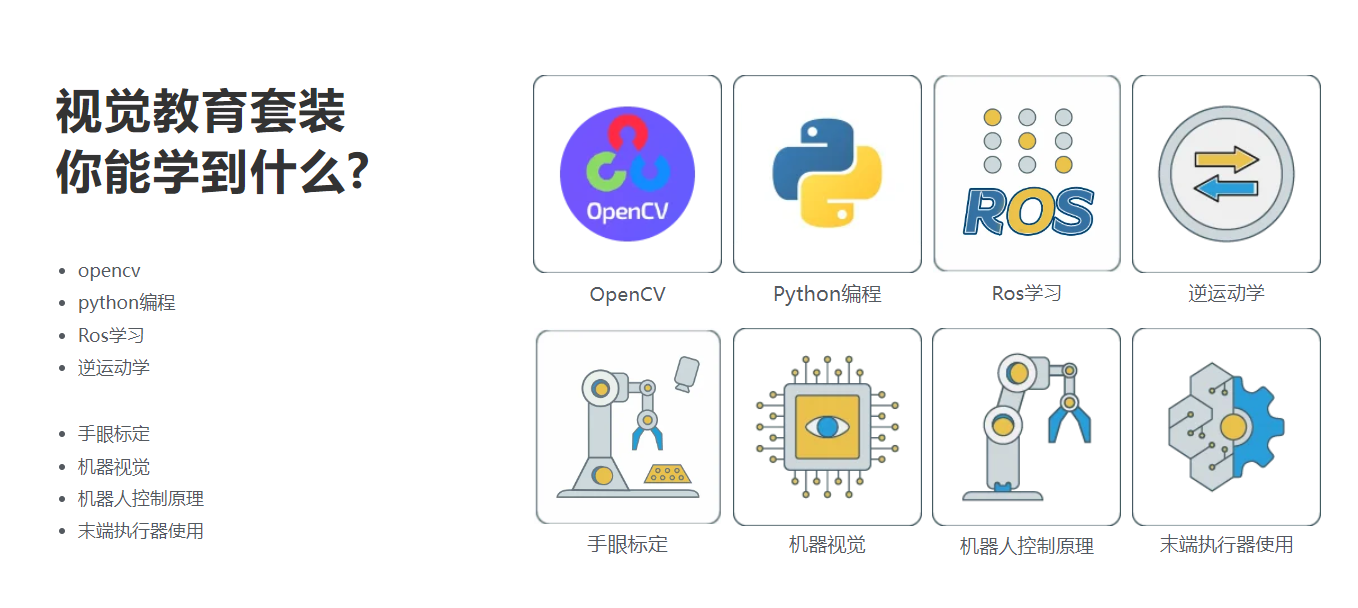 视觉教育套装
你能学到什么?
opencv
python编程
Ros学习
逆运动学
手眼标定
机器视觉
机器人控制原理
末端执行器使用
OpenCV
ROS
OpenCV
Python编程
Ros学习
逆运动学
手眼标定
机器视觉
机器人控制原理
末端执行器使用